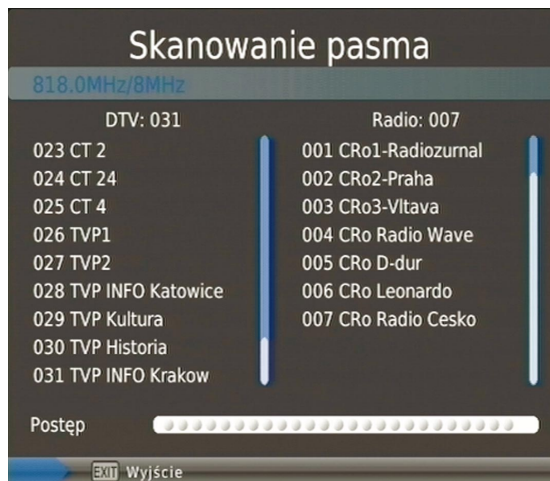 Skanowanie pasma
818.0MHz/8MHz
DTV: 031
023 CT 2
024 CT 24
025 CT 4
026 TVP1
027 TVP2
028 TVP INFO Katowice
029 TVP Kultura
030 TVP Historia
031 TVP INFO Krakow
Radio: 007
001 CRo1-Radiozurnal
002 CRo2-Praha
003 CRo3-Vltava
004 CRo Radio Wave
005 CRo D-dur
006 CRo Leonardo
007 CRo Radio Cesko
Postęp
EXIT Wyjście